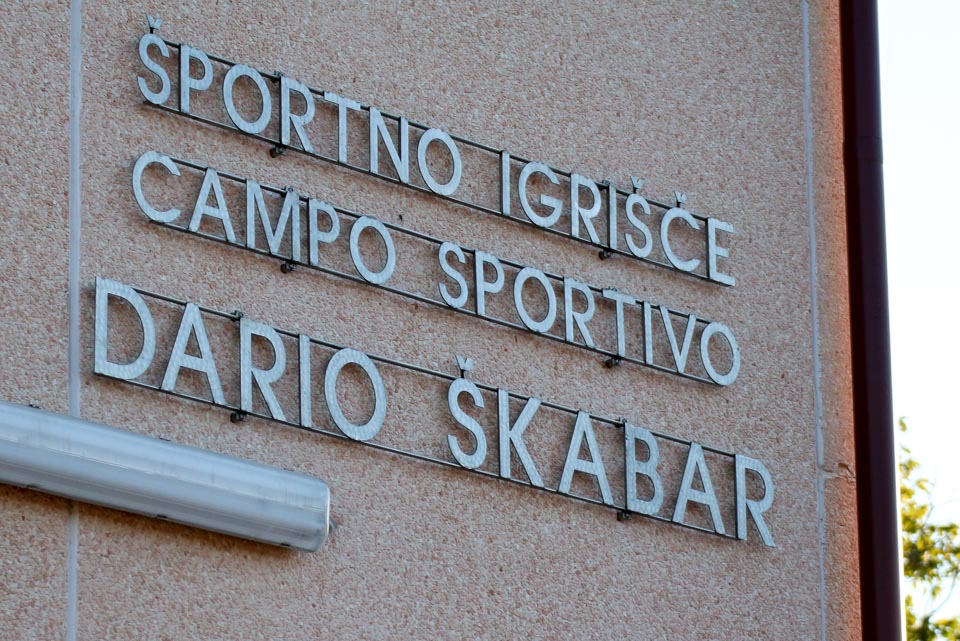 ŠPORTNO IGRIŠČE
CAMPO SPORTIVO
DARIO ŠKABAR